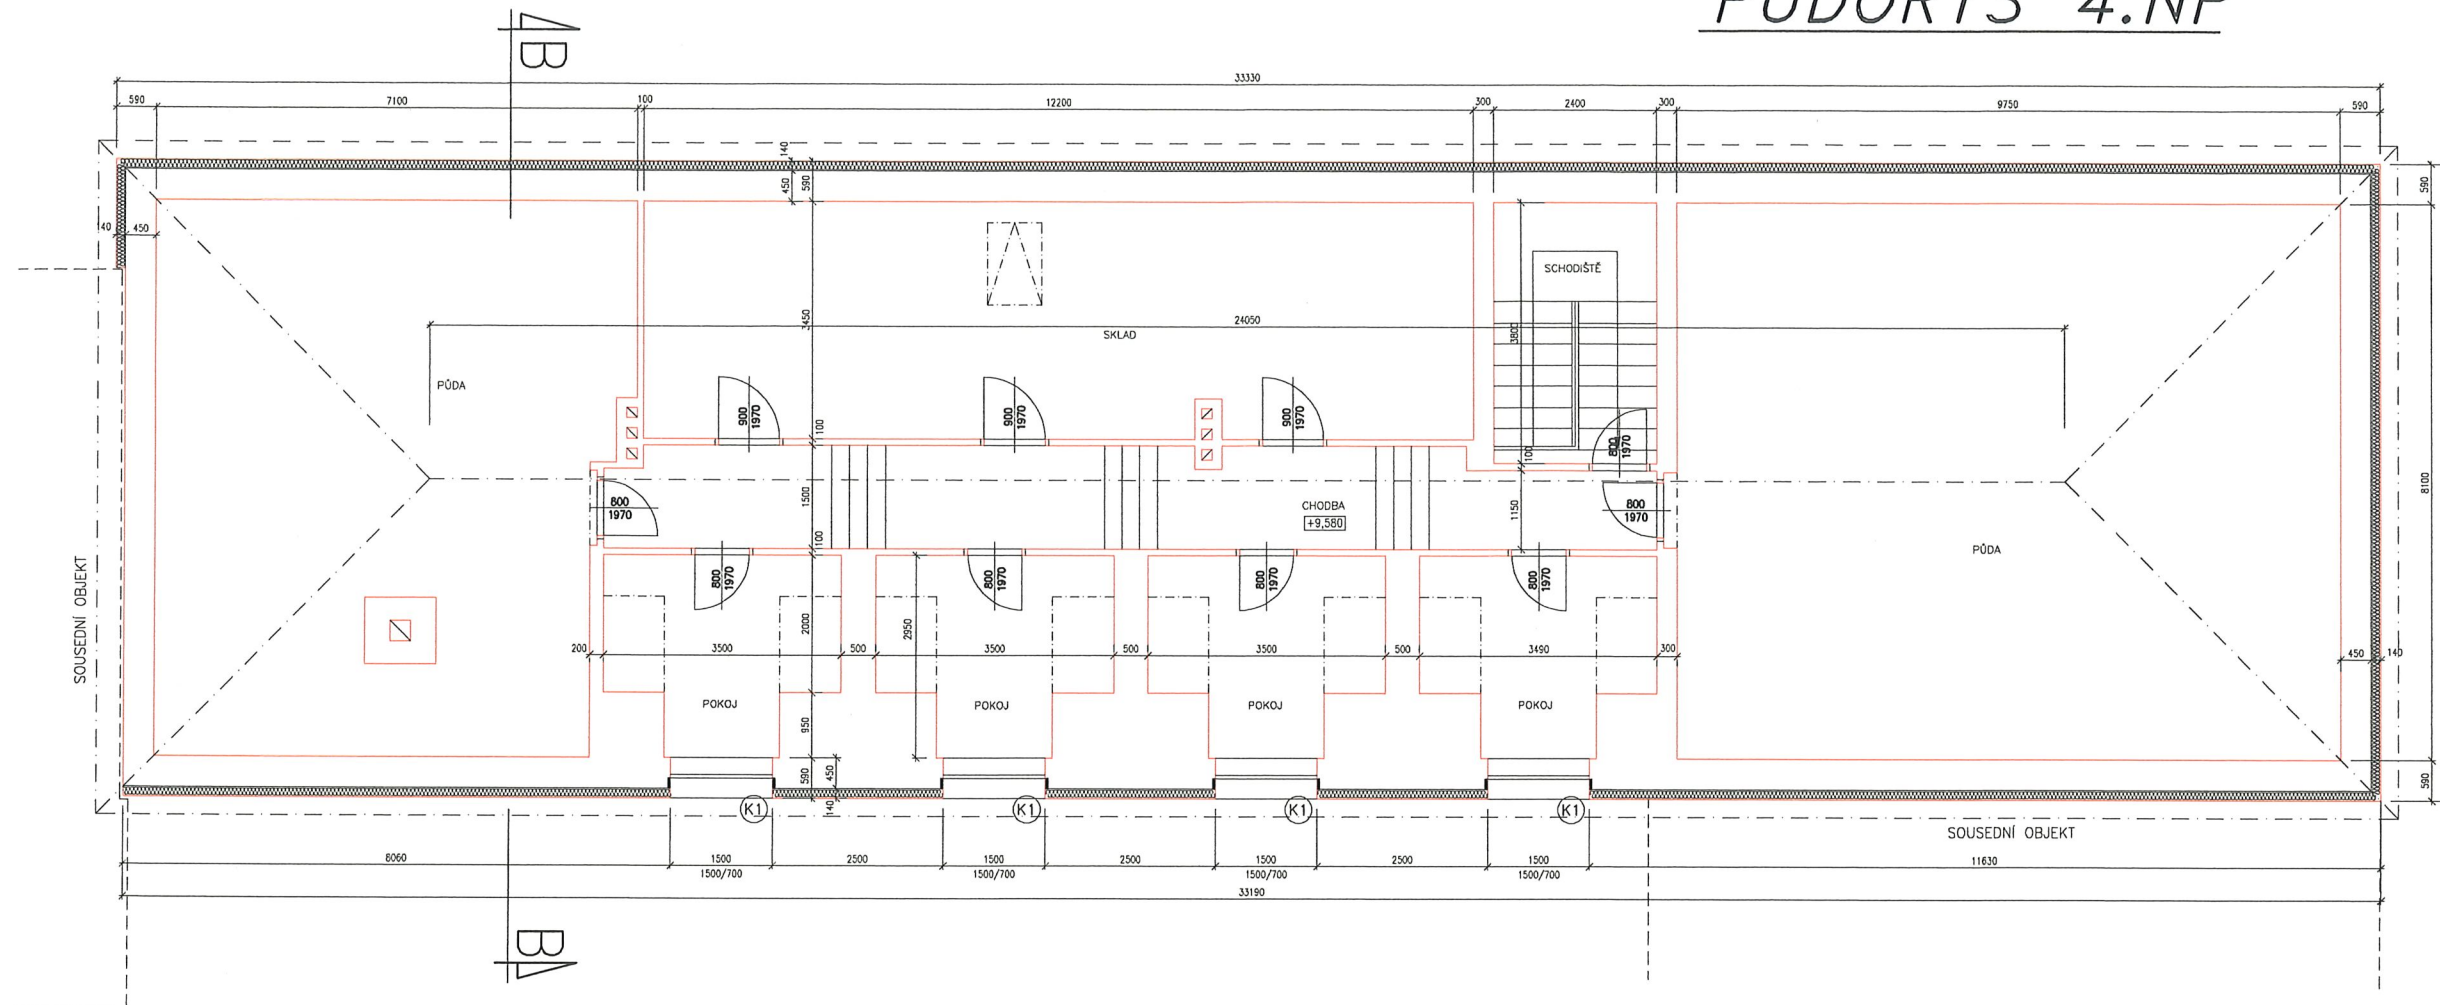 PŮDORYS 4.NP
B
33330
590 7100 100 12200 300 2400 300 9750 590
140
450 590
590
140 450
SCHODIŠTĚ
3450
24050
SKLAD
3800
PŮDA
900 1970
900 1970
900 1970
800 1970
100
100
8100
1500
1150
800
1970
CHODBA
+9,580
800
1970
PŮDA
100
800 1970
800 1970
800 1970
800 1970
SOUSEDNÍ OBJEKT
2000
2950
200 3500 500 3500 500 3500 500 3490 300
450 140
POKOJ POKOJ POKOJ POKOJ
950
590 450
140
590
K1 K1 K1 K1
SOUSEDNÍ OBJEKT
8060 1500 2500 1500 2500 1500 2500 1500 11630
1500/700 1500/700 1500/700 1500/700
33190
B